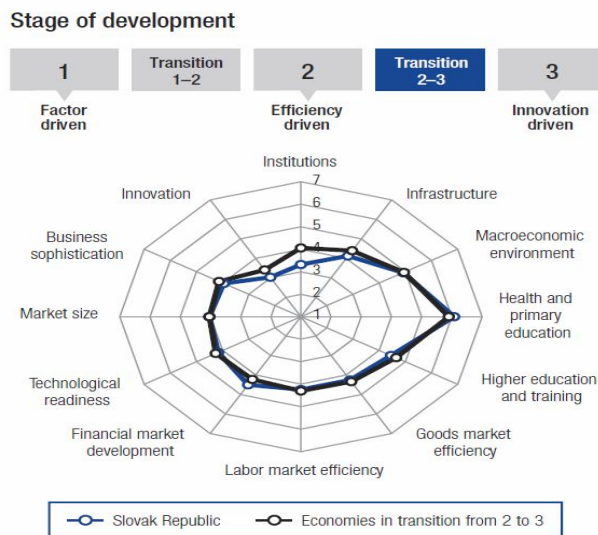 Stage of development
1
Transition
1–2
2
Transition
2–3
3
Factor
driven
Efficiency
driven
Innovation
driven
Institutions
7
6
5
4
3
2
1
Infrastructure
Macroeconomic
environment
Health and
primary
education
Higher education
and training
Goods market
efficiency
Labor market efficiency
Financial market
development
Technological
readiness
Market size
Business
sophistication
Innovation
Slovak Republic
Economies in transition from 2 to 3